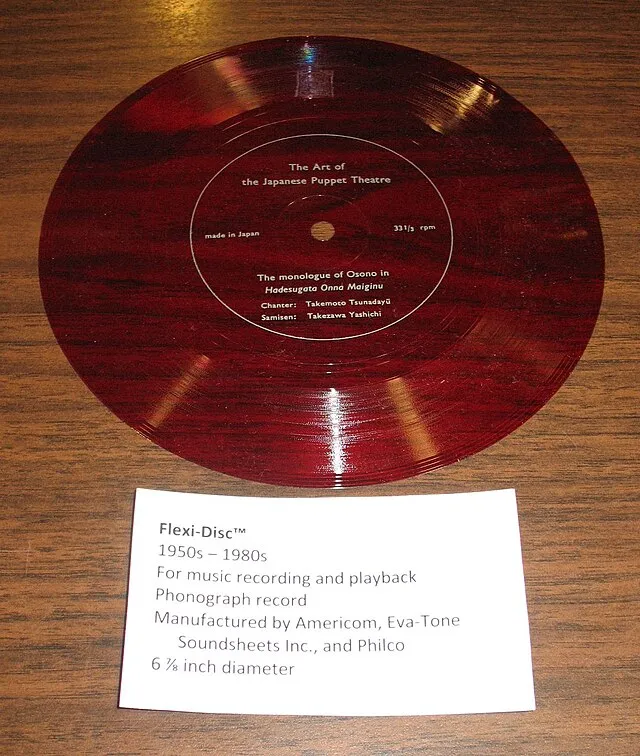 The Art of
the Japanese Puppet Theatre
made in Japan
33 1/3 rpm
The monologue of Osono in
Hadesugata Onna Maiginu
Chanter: Takemoto Tsunadayū
Samisen: Takezawa Yashichi
Flexi-Disc™
1950s – 1980s
For music recording and playback
Phonograph record
Manufactured by Americom, Eva-Tone
Soundsheets Inc., and Philco
6 ⅞ inch diameter